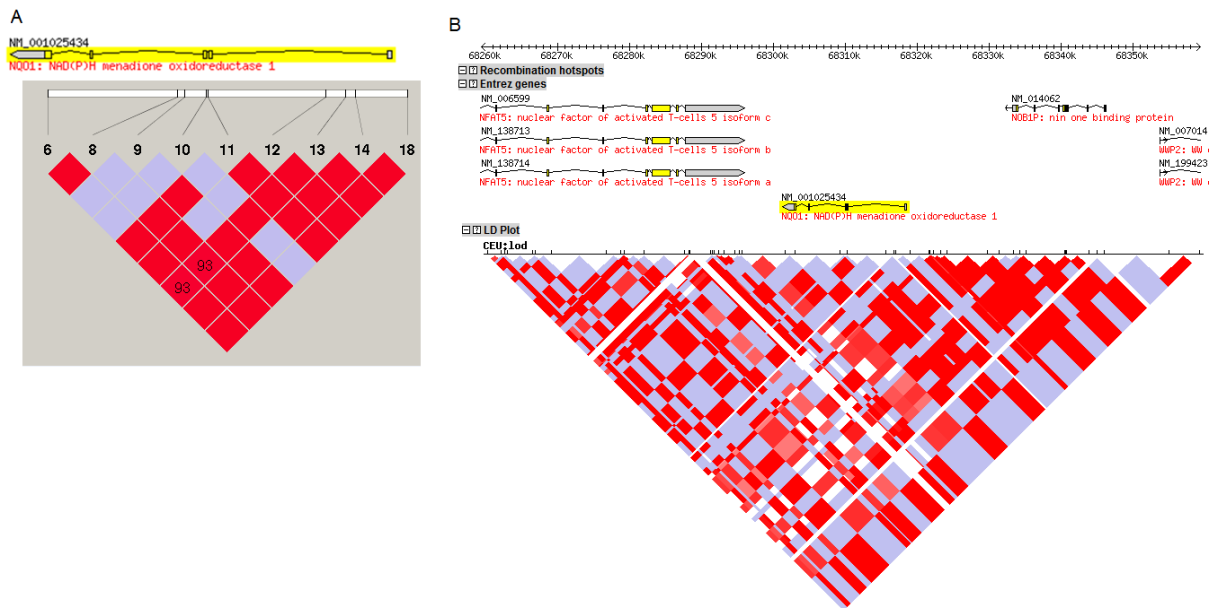 A
NM_001025434
NQO1: NAD(P)H menadione oxidoreductase 1
6 8 9 10 11 12 13 14 18
93
93
B
68260k 68270k 68280k 68290k 68300k 68310k 68320k 68330k 68340k 68350k
Recombination hotspots
Entrez genes
NM_006599
NFAT5: nuclear factor of activated T-cells 5 isoform c
NM_014062
NOB1P: nin one binding protein
NM_138713
NFAT5: nuclear factor of activated T-cells 5 isoform b
NM_007014
WWP2: WW
NM_138714
NFAT5: nuclear factor of activated T-cells 5 isoform a
NM_199423
WWP2: WW
NM_001025434
NQO1: NAD(P)H menadione oxidoreductase 1
LD Plot
CEU:lod